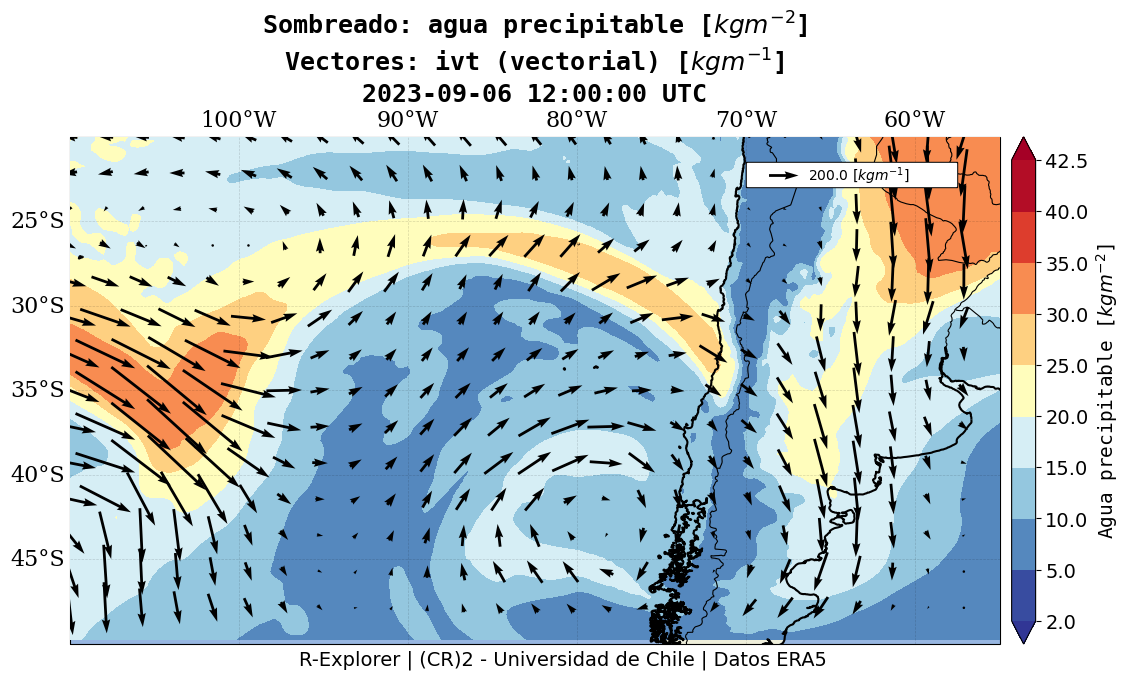 Sombreado: agua precipitable [kgm⁻²]
Vectores: ivt (vectorial) [kgm⁻¹]
2023-09-06 12:00:00 UTC
100°W 90°W 80°W 70°W 60°W
200.0 [kgm⁻¹]
25°S
30°S
35°S
40°S
45°S
42.5
40.0
35.0
30.0
25.0
20.0
15.0
10.0
5.0
2.0
Agua precipitable [kgm⁻²]
R-Explorer | (CR)2 - Universidad de Chile | Datos ERA5